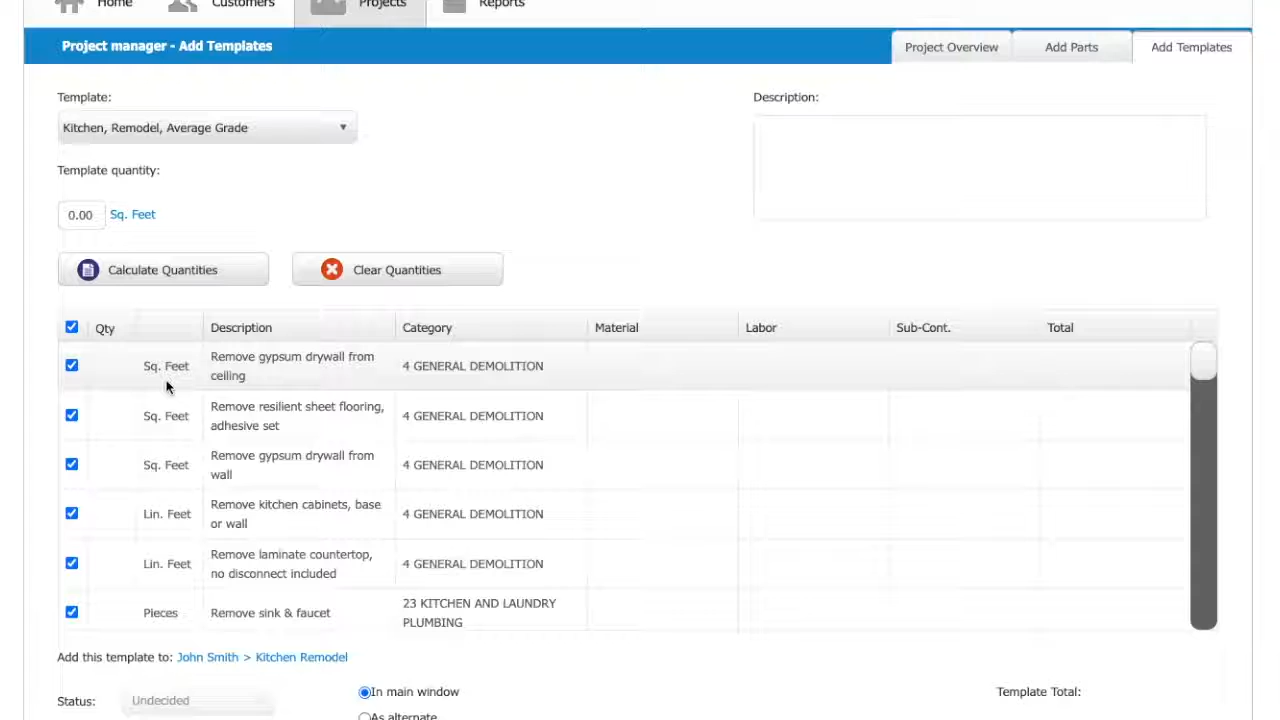 Home Customers Projects Reports
Project manager - Add Templates Project Overview Add Parts Add Templates
Template: Description:
Kitchen, Remodel, Average Grade
Template quantity:
0.00 Sq. Feet
Calculate Quantities Clear Quantities
Qty Description Category Material Labor Sub-Cont. Total
Sq. Feet Remove gypsum drywall from 4 GENERAL DEMOLITION
ceiling
Sq. Feet Remove resilient sheet flooring, 4 GENERAL DEMOLITION
adhesive set
Sq. Feet Remove gypsum drywall from 4 GENERAL DEMOLITION
wall
Lin. Feet Remove kitchen cabinets, base 4 GENERAL DEMOLITION
or wall
Lin. Feet Remove laminate countertop, 4 GENERAL DEMOLITION
no disconnect included
Pieces Remove sink & faucet 23 KITCHEN AND LAUNDRY
PLUMBING
Add this template to: John Smith > Kitchen Remodel
Status: Undecided In main window Template Total:
As alternate